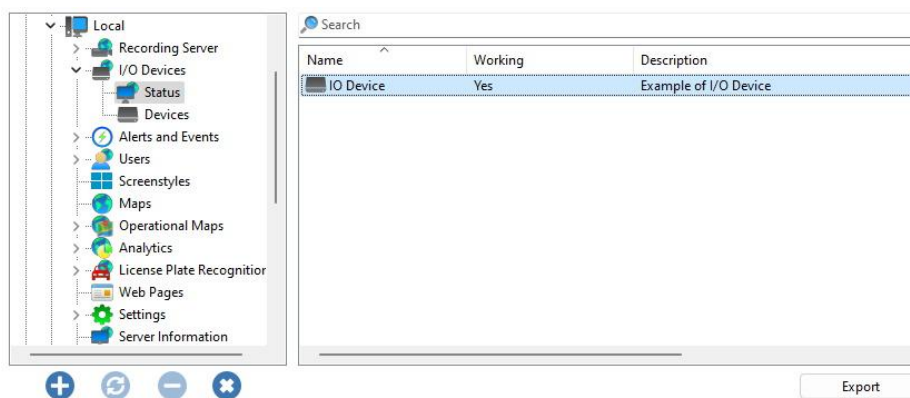 Local
Recording Server
I/O Devices
Status
Devices
Alerts and Events
Users
Screenstyles
Maps
Operational Maps
Analytics
License Plate Recognition
Web Pages
Settings
Server Information
Search
Name Working Description
IO Device Yes Example of I/O Device
Export